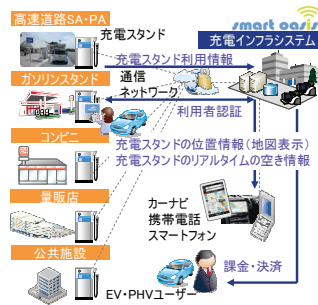 高速道路SA・PA
充電スタンド
smart oasis
充電インフラシステム
充電スタンド利用情報
ガソリンスタンド
通信
ネットワーク
利用者認証
コンビニ
充電スタンドの位置情報(地図表示)
充電スタンドのリアルタイムの空き情報
量販店
カーナビ
携帯電話
スマートフォン
公共施設
課金・決済
EV・PHVユーザー